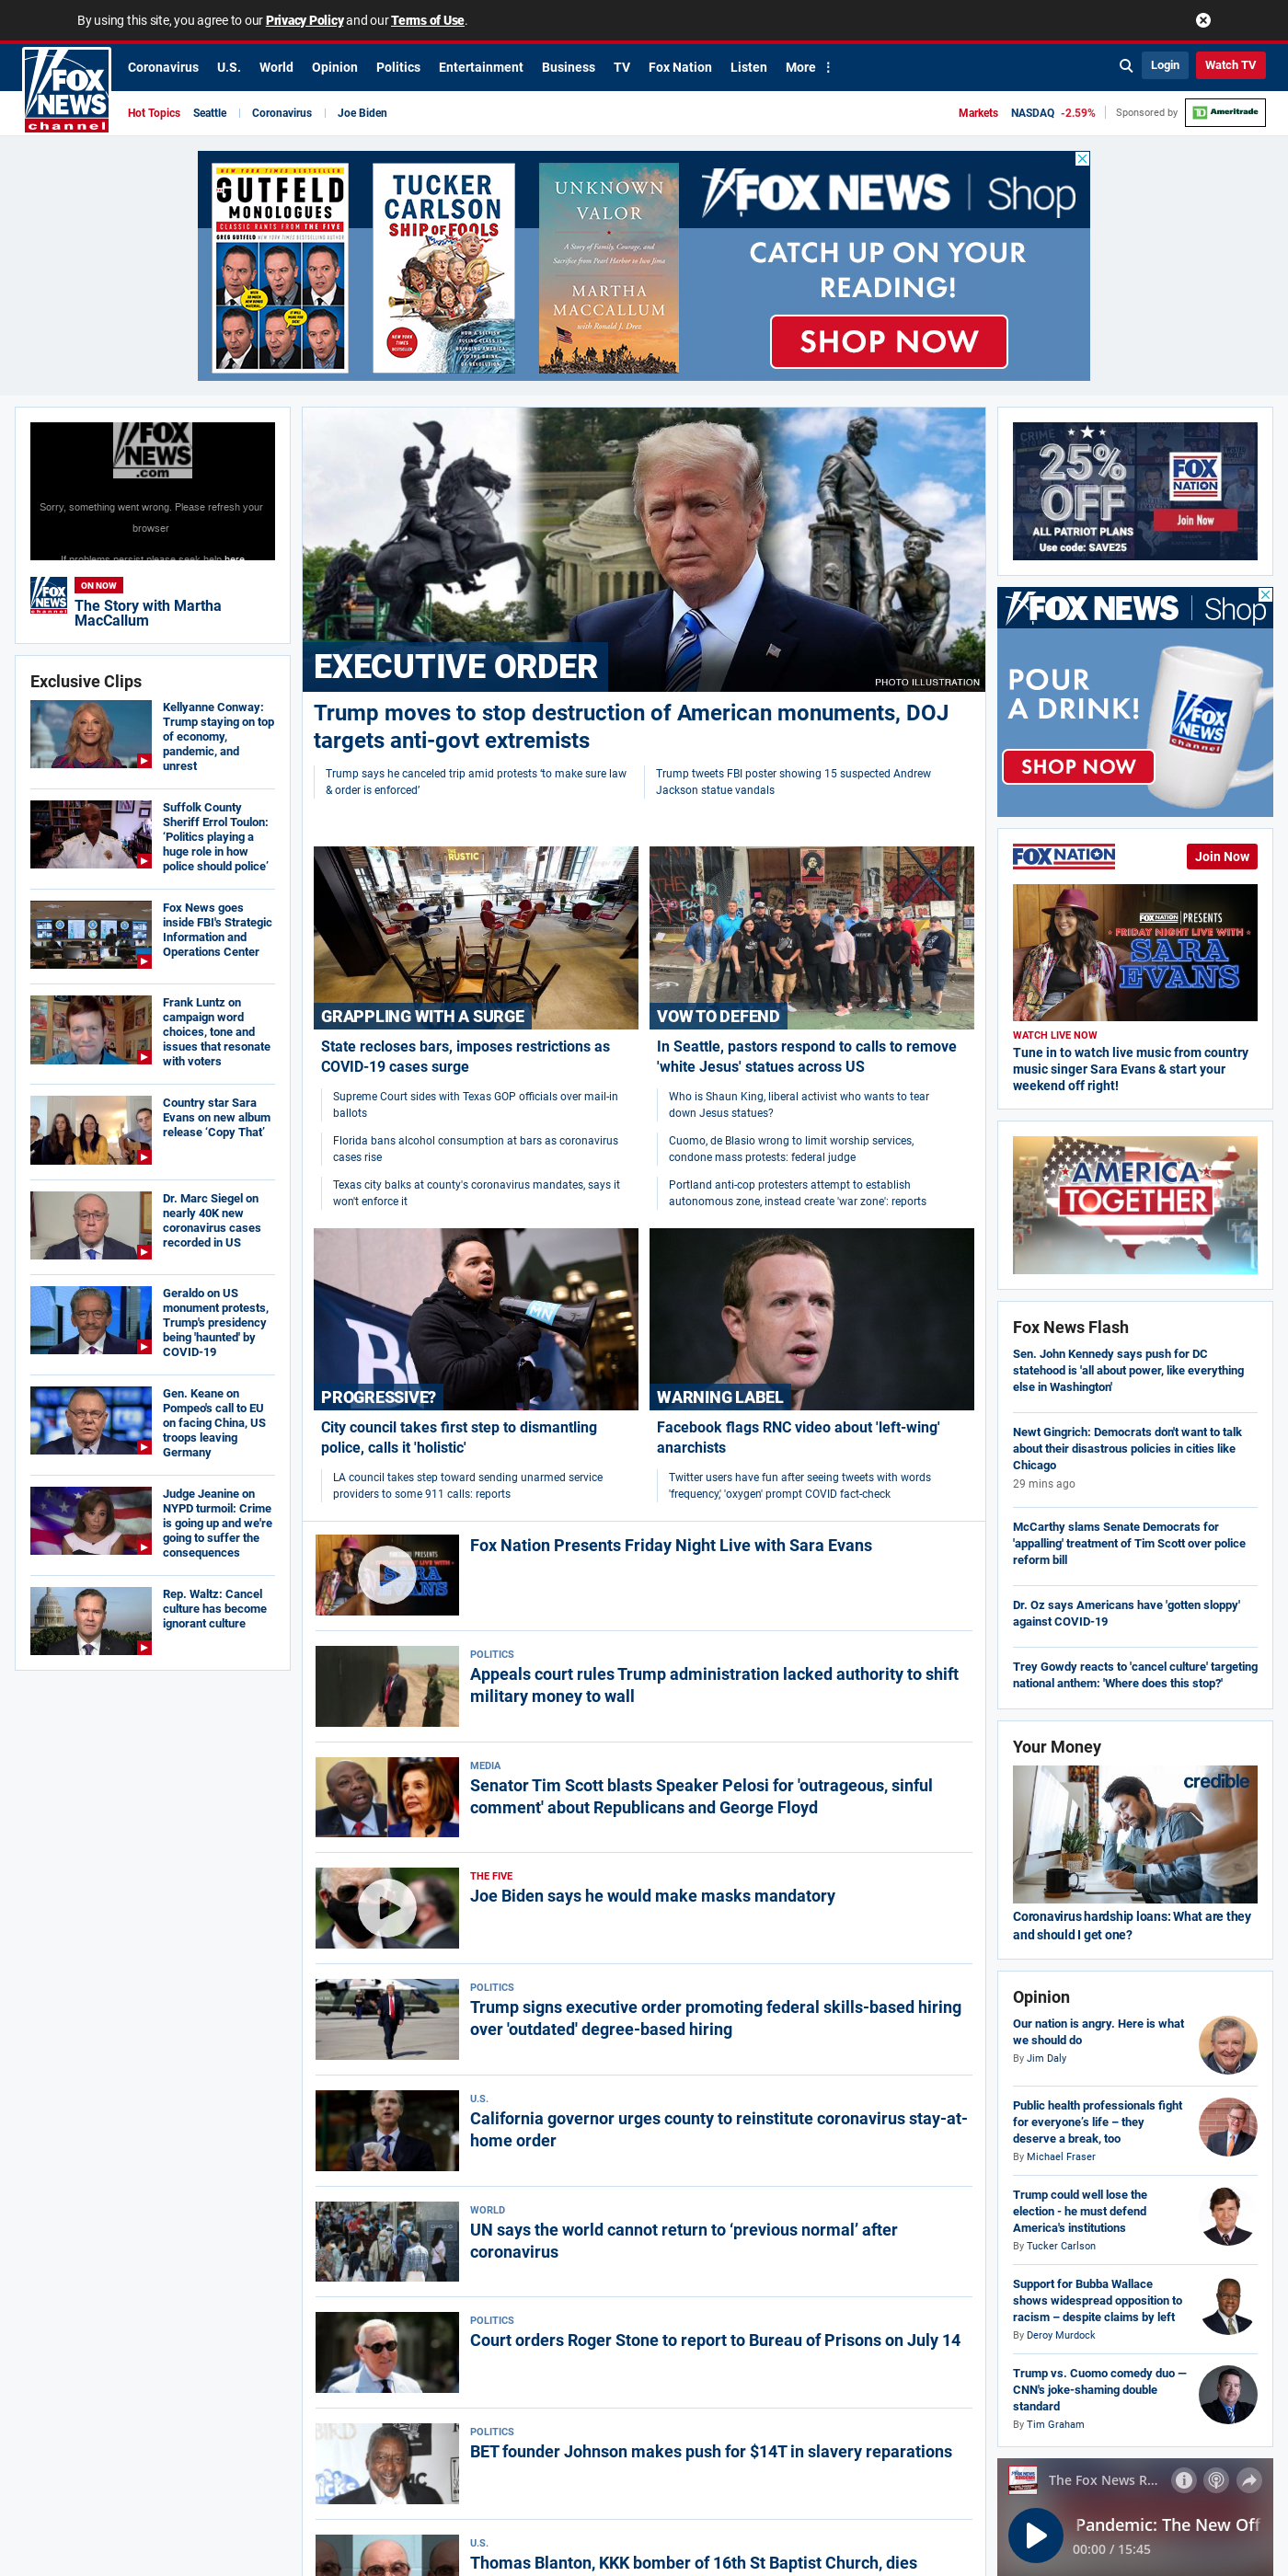 By using this site, you agree to our Privacy Policy and our Terms of Use.
FOX NEWS channel
Coronavirus U.S. World Opinion Politics Entertainment Business TV Fox Nation Listen More
Login
Watch TV
Hot Topics Seattle | Coronavirus | Joe Biden
Markets NASDAQ -2.59% Sponsored by TD Ameritrade
NEW YORK TIMES BESTSELLER
GUTFELD
MONOLOGUES
CLASSIC RANTS FROM THE FIVE
TUCKER
CARLSON
SHIP OF FOOLS
HOW A SELFISH
RULING CLASS IS
BRINGING AMERICA
TO THE BRINK
OF REVOLUTION
UNKNOWN
VALOR
A Story of Family, Courage, and
Sacrifice from Pearl Harbor to Iwo Jima
MARTHA
MACCALLUM
with Ronald J. Drez
FOX NEWS | Shop
CATCH UP ON YOUR
READING!
SHOP NOW
FOX
NEWS
.com
Sorry, something went wrong. Please refresh your
browser
If problems persist please seek help here
ON NOW
The Story with Martha
MacCallum
Exclusive Clips
Kellyanne Conway:
Trump staying on top
of economy,
pandemic, and
unrest
Suffolk County
Sheriff Errol Toulon:
‘Politics playing a
huge role in how
police should police’
Fox News goes
inside FBI's Strategic
Information and
Operations Center
Frank Luntz on
campaign word
choices, tone and
issues that resonate
with voters
Country star Sara
Evans on new album
release ‘Copy That’
Dr. Marc Siegel on
nearly 40K new
coronavirus cases
recorded in US
Geraldo on US
monument protests,
Trump's presidency
being 'haunted' by
COVID-19
Gen. Keane on
Pompeo's call to EU
on facing China, US
troops leaving
Germany
Judge Jeanine on
NYPD turmoil: Crime
is going up and we're
going to suffer the
consequences
Rep. Waltz: Cancel
culture has become
ignorant culture
EXECUTIVE ORDER
PHOTO ILLUSTRATION
Trump moves to stop destruction of American monuments, DOJ
targets anti-govt extremists
Trump says he canceled trip amid protests ‘to make sure law
& order is enforced’
Trump tweets FBI poster showing 15 suspected Andrew
Jackson statue vandals
RUSTIC
GRAPPLING WITH A SURGE
State recloses bars, imposes restrictions as
COVID-19 cases surge
Supreme Court sides with Texas GOP officials over mail-in
ballots
Florida bans alcohol consumption at bars as coronavirus
cases rise
Texas city balks at county's coronavirus mandates, says it
won't enforce it
VOW TO DEFEND
In Seattle, pastors respond to calls to remove
'white Jesus' statues across US
Who is Shaun King, liberal activist who wants to tear
down Jesus statues?
Cuomo, de Blasio wrong to limit worship services,
condone mass protests: federal judge
Portland anti-cop protesters attempt to establish
autonomous zone, instead create 'war zone': reports
MN
PROGRESSIVE?
City council takes first step to dismantling
police, calls it 'holistic'
LA council takes step toward sending unarmed service
providers to some 911 calls: reports
WARNING LABEL
Facebook flags RNC video about 'left-wing'
anarchists
Twitter users have fun after seeing tweets with words
'frequency,' 'oxygen' prompt COVID fact-check
Fox Nation Presents Friday Night Live with Sara Evans
POLITICS
Appeals court rules Trump administration lacked authority to shift
military money to wall
MEDIA
Senator Tim Scott blasts Speaker Pelosi for 'outrageous, sinful
comment' about Republicans and George Floyd
THE FIVE
Joe Biden says he would make masks mandatory
POLITICS
Trump signs executive order promoting federal skills-based hiring
over 'outdated' degree-based hiring
U.S.
California governor urges county to reinstitute coronavirus stay-at-
home order
WORLD
UN says the world cannot return to ‘previous normal’ after
coronavirus
POLITICS
Court orders Roger Stone to report to Bureau of Prisons on July 14
POLITICS
BET founder Johnson makes push for $14T in slavery reparations
U.S.
Thomas Blanton, KKK bomber of 16th St Baptist Church, dies
25%
OFF
ALL PATRIOT PLANS
Use code: SAVE25
FOX
NATION
Join Now
FOX NEWS | Shop
POUR
A DRINK!
SHOP NOW
FOX NATION
Join Now
FOX NATION PRESENTS
FRIDAY NIGHT LIVE WITH
SARA
EVANS
WATCH LIVE NOW
Tune in to watch live music from country
music singer Sara Evans & start your
weekend off right!
AMERICA
TOGETHER
Fox News Flash
Sen. John Kennedy says push for DC
statehood is 'all about power, like everything
else in Washington'
Newt Gingrich: Democrats don't want to talk
about their disastrous policies in cities like
Chicago
29 mins ago
McCarthy slams Senate Democrats for
'appalling' treatment of Tim Scott over police
reform bill
Dr. Oz says Americans have 'gotten sloppy'
against COVID-19
Trey Gowdy reacts to 'cancel culture' targeting
national anthem: 'Where does this stop?'
Your Money
credible
Coronavirus hardship loans: What are they
and should I get one?
Opinion
Our nation is angry. Here is what
we should do
By Jim Daly
Public health professionals fight
for everyone’s life – they
deserve a break, too
By Michael Fraser
Trump could well lose the
election - he must defend
America's institutions
By Tucker Carlson
Support for Bubba Wallace
shows widespread opposition to
racism – despite claims by left
By Deroy Murdock
Trump vs. Cuomo comedy duo —
CNN's joke-shaming double
standard
By Tim Graham
The Fox News R...
Pandemic: The New Off
00:00 / 15:45